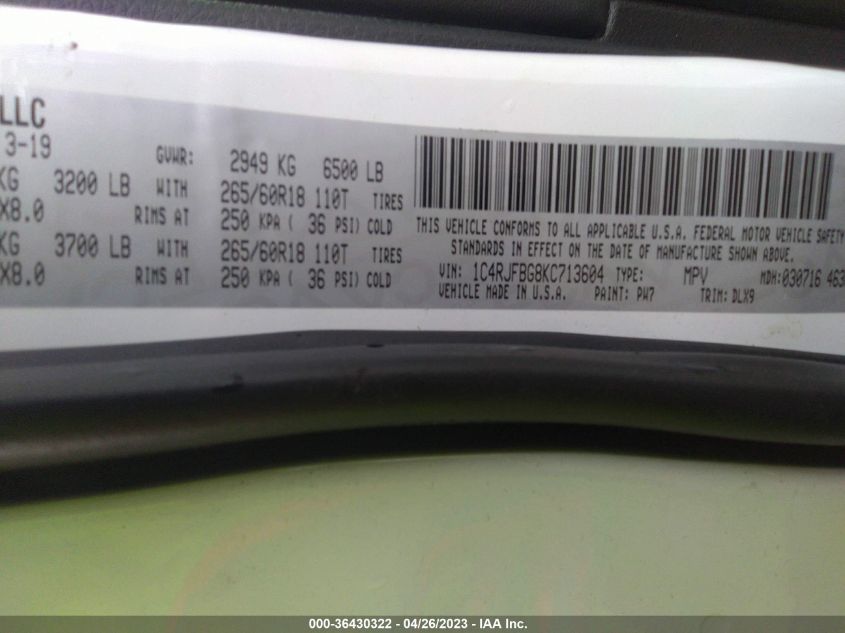 LLC
3-19
GVWR: 2949 KG 6500 LB
KG 3200 LB WITH 265/60R18 110T TIRES
X8.0 RIMS AT 250 KPA ( 36 PSI) COLD
KG 3700 LB WITH 265/60R18 110T TIRES
X8.0 RIMS AT 250 KPA ( 36 PSI) COLD
THIS VEHICLE CONFORMS TO ALL APPLICABLE U.S.A. FEDERAL MOTOR VEHICLE SAFETY
STANDARDS IN EFFECT ON THE DATE OF MANUFACTURE SHOWN ABOVE.
VIN: 1C4RJFBG8KC713604 TYPE: MPV MDH:030716 463
VEHICLE MADE IN U.S.A. PAINT: PW7 TRIM: DLX9
000-36430322 - 04/26/2023 - IAA Inc.